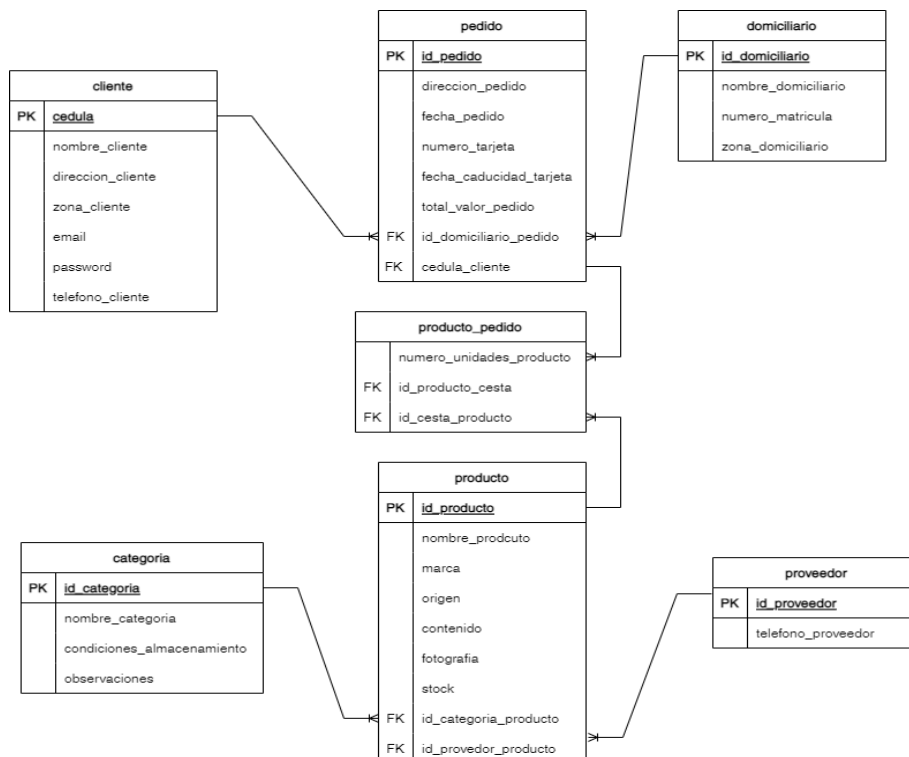 cliente
PK cedula
nombre_cliente
direccion_cliente
zona_cliente
email
password
telefono_cliente
pedido
PK id_pedido
direccion_pedido
fecha_pedido
numero_tarjeta
fecha_caducidad_tarjeta
total_valor_pedido
FK id_domiciliario_pedido
FK cedula_cliente
domiciliario
PK id_domiciliario
nombre_domiciliario
numero_matricula
zona_domiciliario
producto_pedido
numero_unidades_producto
FK id_producto_cesta
FK id_cesta_producto
categoria
PK id_categoria
nombre_categoria
condiciones_almacenamiento
observaciones
producto
PK id_producto
nombre_prodcuto
marca
origen
contenido
fotografia
stock
FK id_categoria_producto
FK id_provedor_producto
proveedor
PK id_proveedor
telefono_proveedor